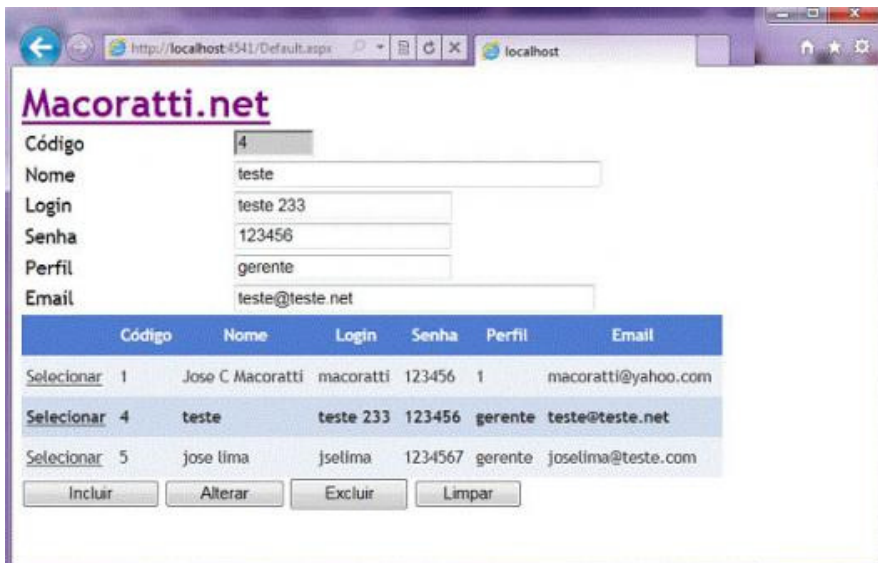 http://localhost:4541/Default.aspx
localhost
Macoratti.net
Código 4
Nome teste
Login teste 233
Senha 123456
Perfil gerente
Email teste@teste.net
Código Nome Login Senha Perfil Email
Selecionar 1 Jose C Macoratti macoratti 123456 1 macoratti@yahoo.com
Selecionar 4 teste teste 233 123456 gerente teste@teste.net
Selecionar 5 jose lima jselima 1234567 gerente joselima@teste.com
Incluir Alterar Excluir Limpar